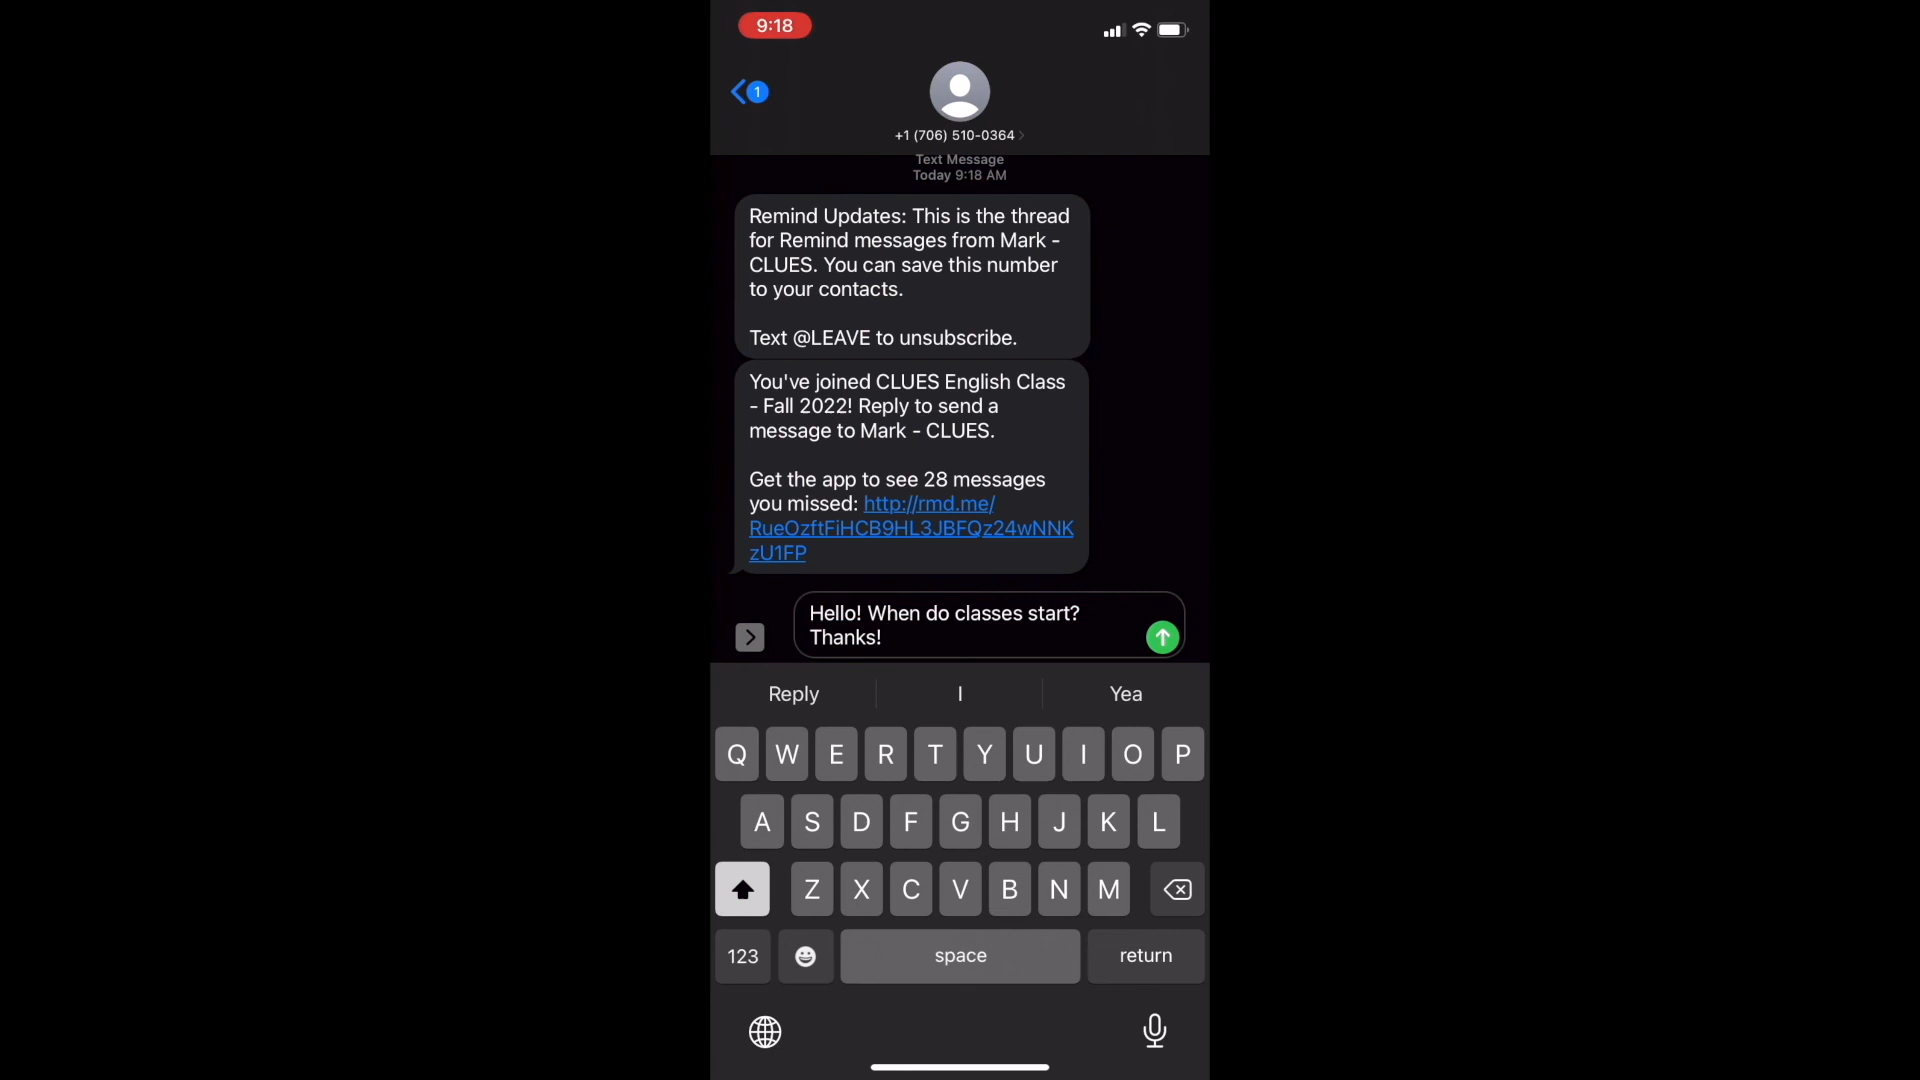 9:18
1
+1 (706) 510-0364
Text Message
Today 9:18 AM
Remind Updates: This is the thread
for Remind messages from Mark -
CLUES. You can save this number
to your contacts.
Text @LEAVE to unsubscribe.
You've joined CLUES English Class
- Fall 2022! Reply to send a
message to Mark - CLUES.
Get the app to see 28 messages
you missed: http://rmd.me/
RueOzftFiHCB9HL3JBFQz24wNNK
zU1FP
Hello! When do classes start?
Thanks!
Reply I Yea
Q W E R T Y U I O P
A S D F G H J K L
Z X C V B N M
123 space return